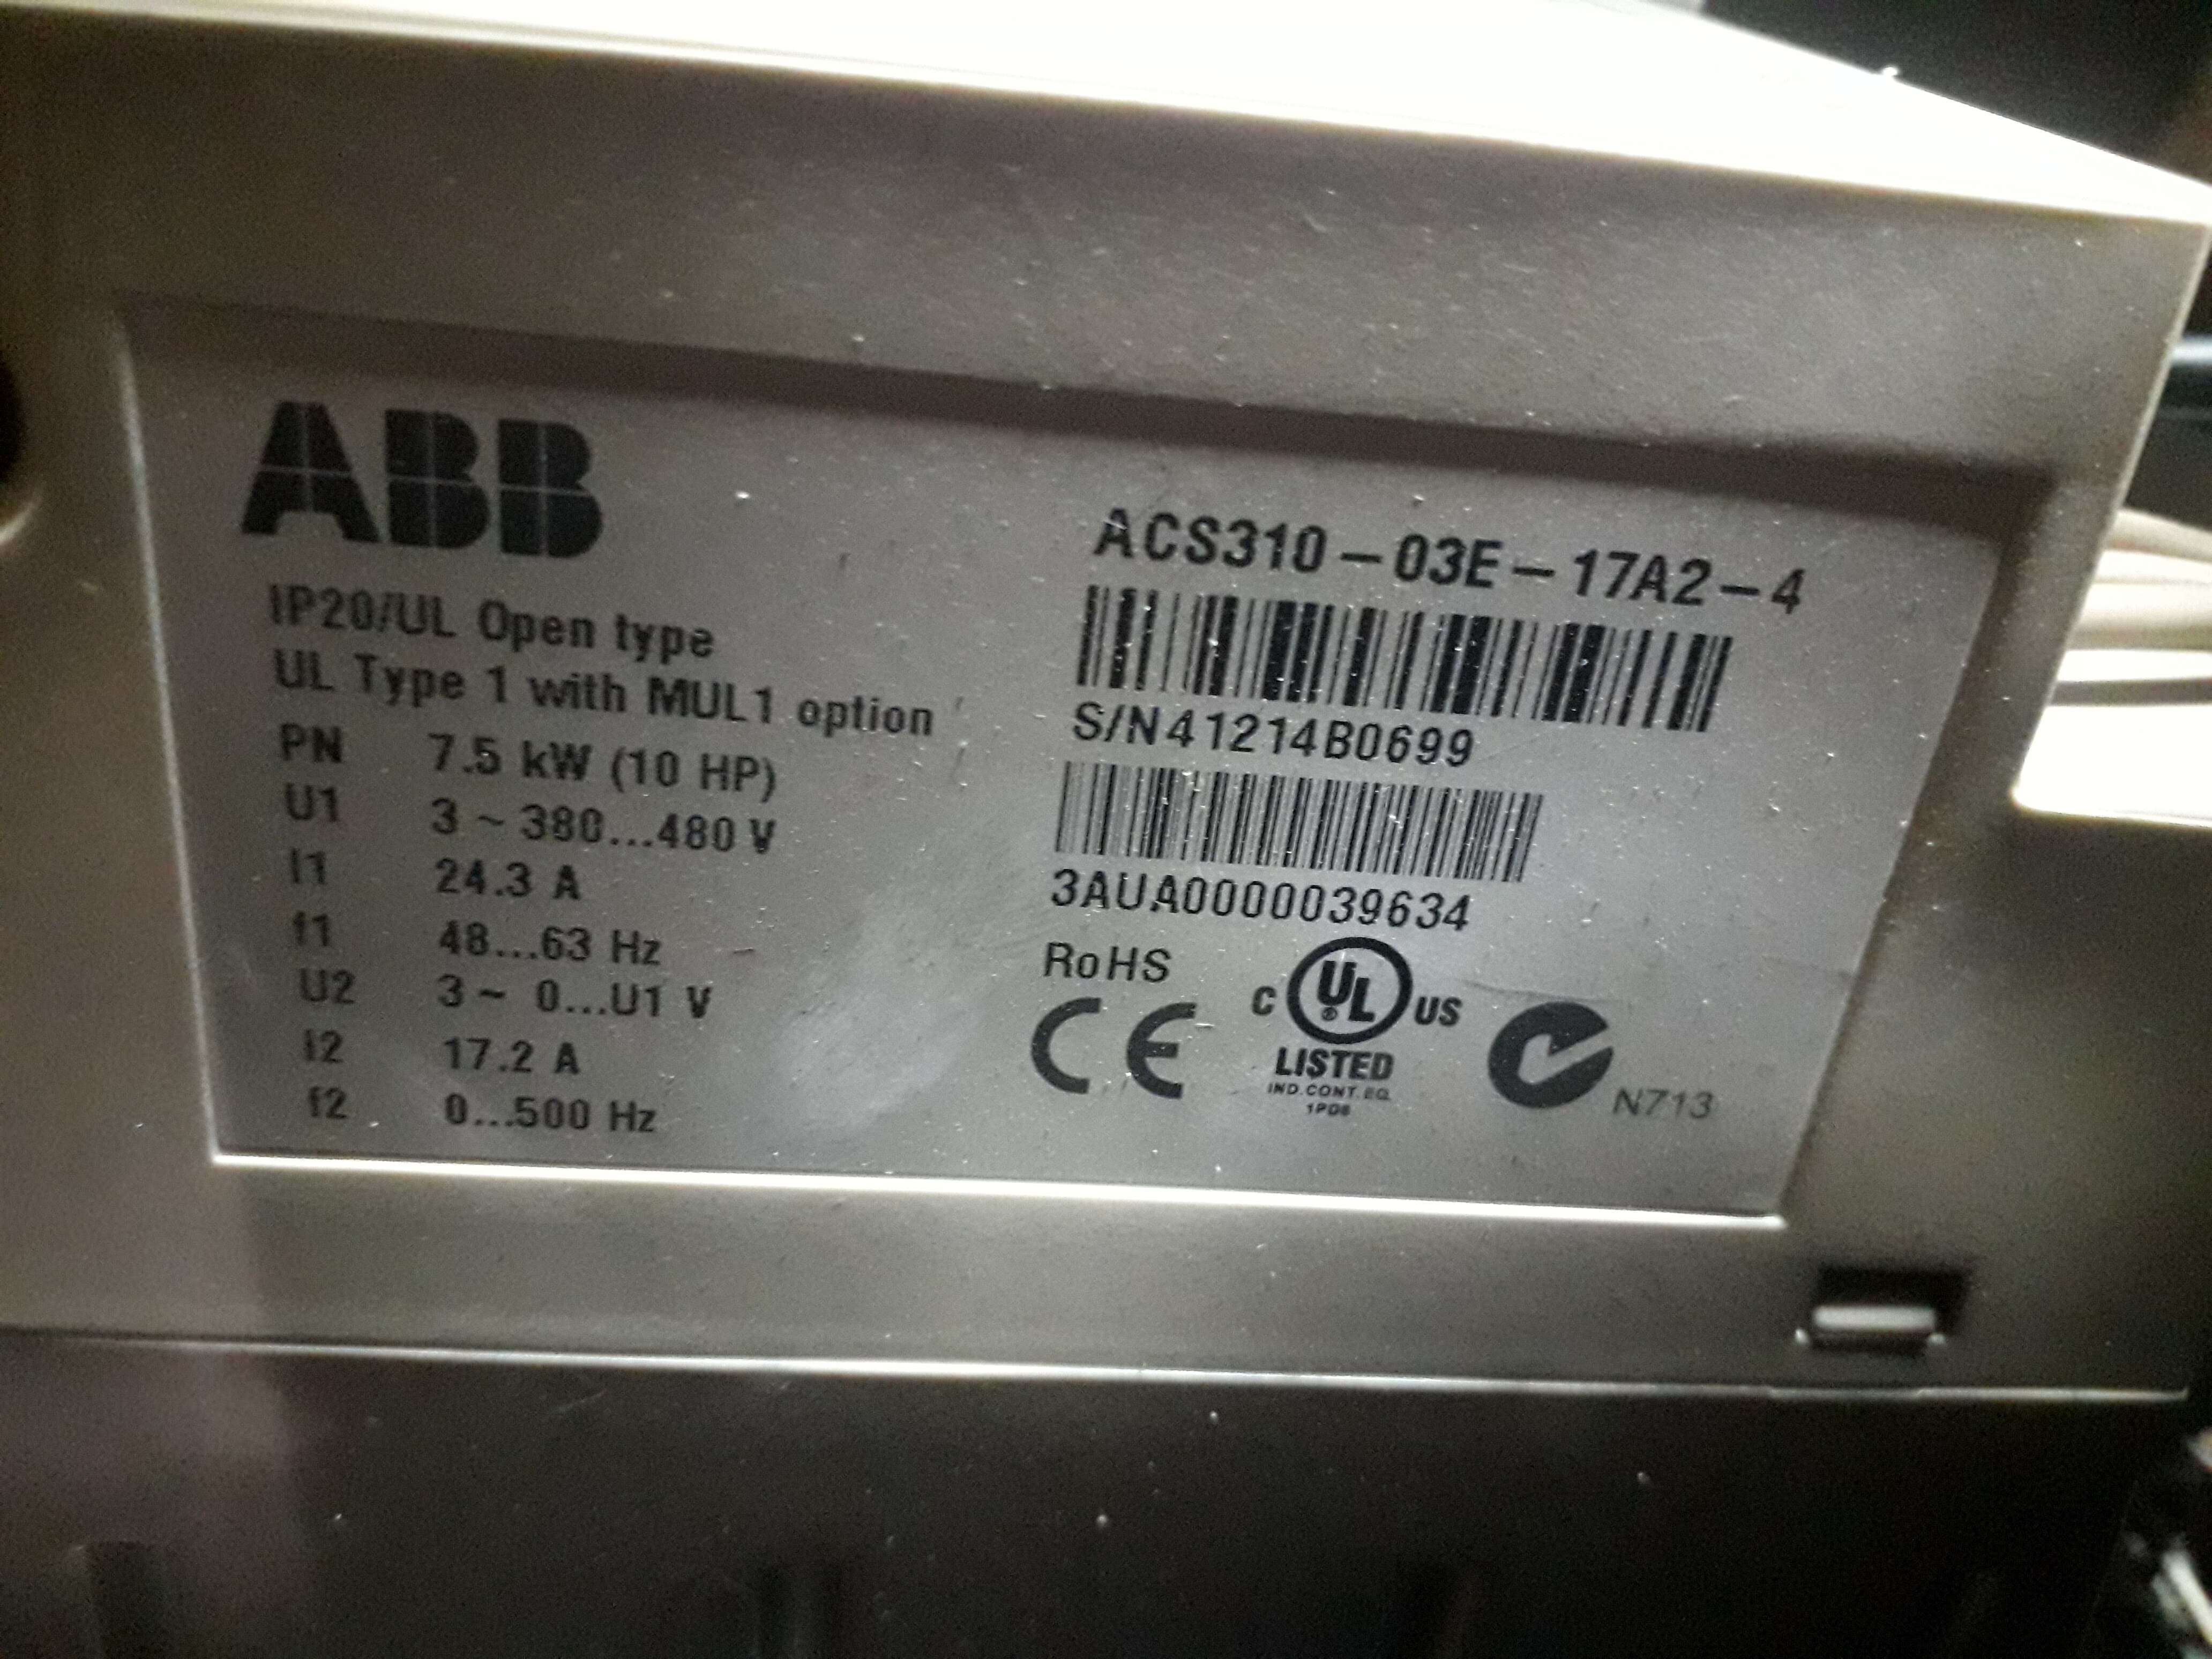 ABB
IP20/UL Open type
UL Type 1 with MUL1 option
PN 7.5 kW (10 HP)
U1 3 ~ 380...480 V
I1 24.3 A
f1 48...63 Hz
U2 3 ~ 0...U1 V
I2 17.2 A
f2 0...500 Hz
ACS310-03E-17A2-4
S/N41214B0699
3AUA0000039634
RoHS
CE
C UL® US
LISTED
IND.CONT.EQ.
1PD8
N713